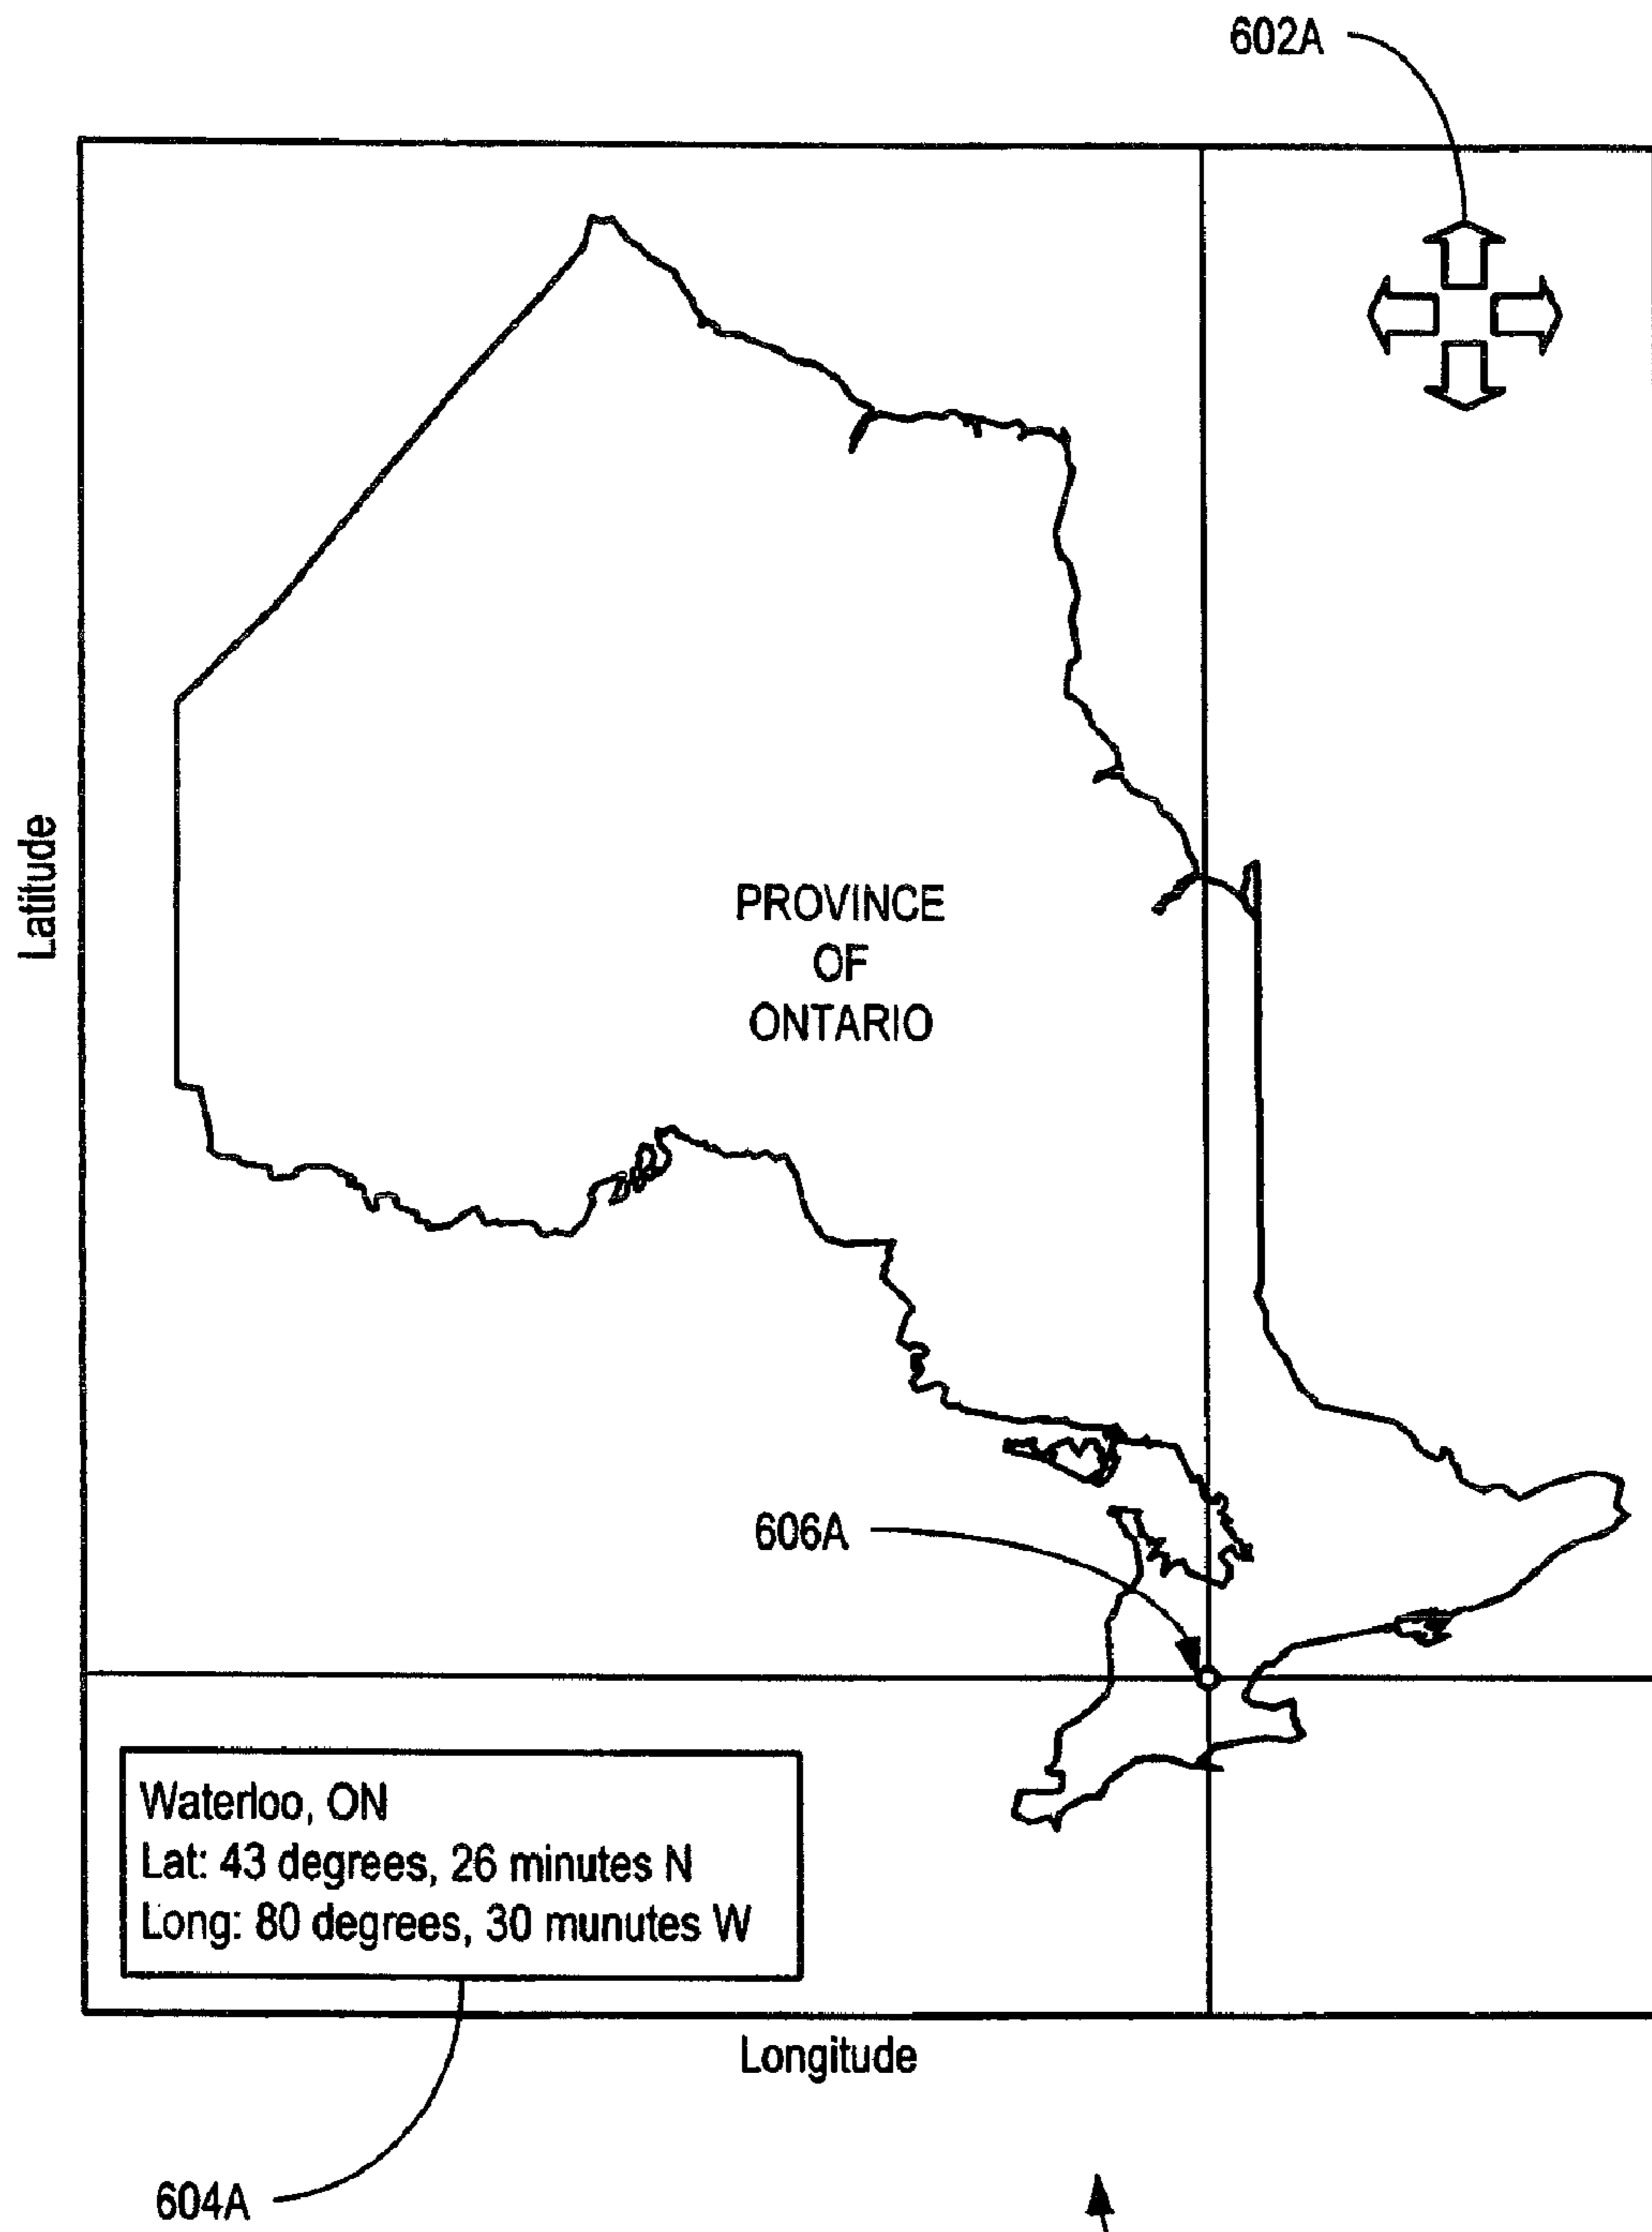 602A
Latitude
PROVINCE
OF
ONTARIO
606A
Waterloo, ON
Lat: 43 degrees, 26 minutes N
Long: 80 degrees, 30 munutes W
Longitude
604A